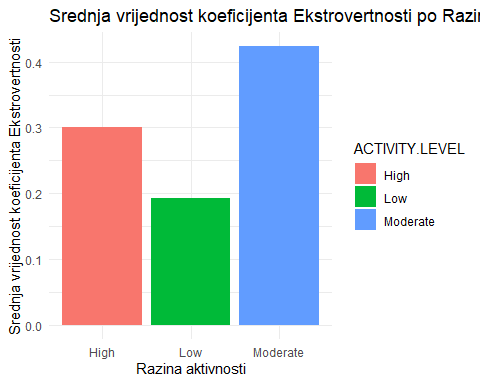 Srednja vrijednost koeficijenta Ekstrovertnosti po Razin
Srednja vrijednost koeficijenta Ekstrovertnosti
0.4
0.3
0.2
0.1
0.0
High
Low
Moderate
Razina aktivnosti
ACTIVITY.LEVEL
High
Low
Moderate